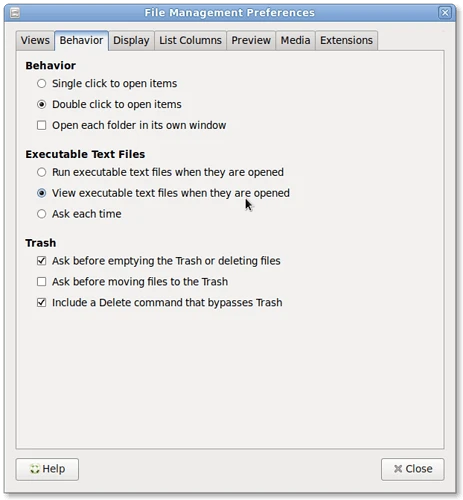 File Management Preferences
Views Behavior Display List Columns Preview Media Extensions
Behavior
Single click to open items
Double click to open items
Open each folder in its own window
Executable Text Files
Run executable text files when they are opened
View executable text files when they are opened
Ask each time
Trash
Ask before emptying the Trash or deleting files
Ask before moving files to the Trash
Include a Delete command that bypasses Trash
Help Close